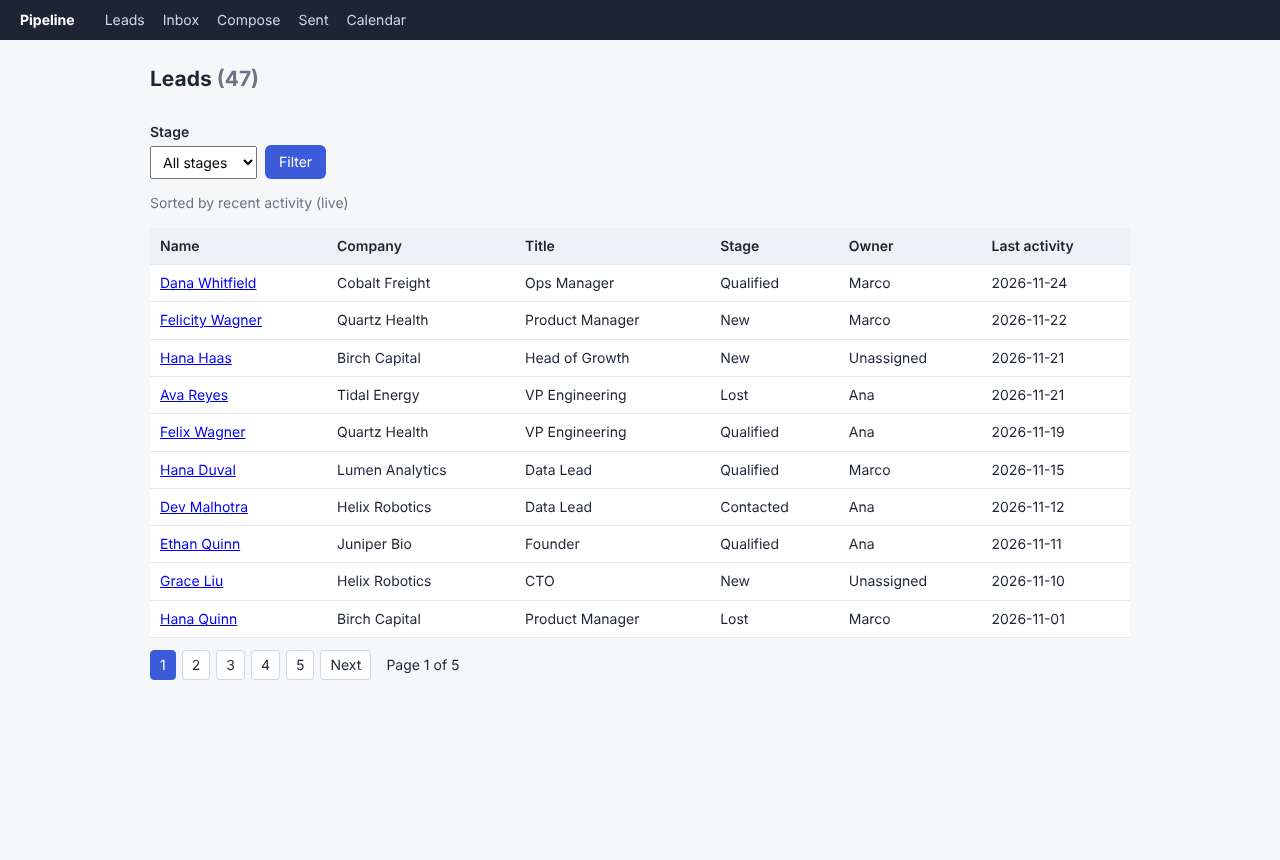 Pipeline Leads Inbox Compose Sent Calendar
Leads (47)
Stage
All stages Filter
Sorted by recent activity (live)
Name Company Title Stage Owner Last activity
Dana Whitfield Cobalt Freight Ops Manager Qualified Marco 2026-11-24
Felicity Wagner Quartz Health Product Manager New Marco 2026-11-22
Hana Haas Birch Capital Head of Growth New Unassigned 2026-11-21
Ava Reyes Tidal Energy VP Engineering Lost Ana 2026-11-21
Felix Wagner Quartz Health VP Engineering Qualified Ana 2026-11-19
Hana Duval Lumen Analytics Data Lead Qualified Marco 2026-11-15
Dev Malhotra Helix Robotics Data Lead Contacted Ana 2026-11-12
Ethan Quinn Juniper Bio Founder Qualified Ana 2026-11-11
Grace Liu Helix Robotics CTO New Unassigned 2026-11-10
Hana Quinn Birch Capital Product Manager Lost Marco 2026-11-01
1 2 3 4 5 Next Page 1 of 5